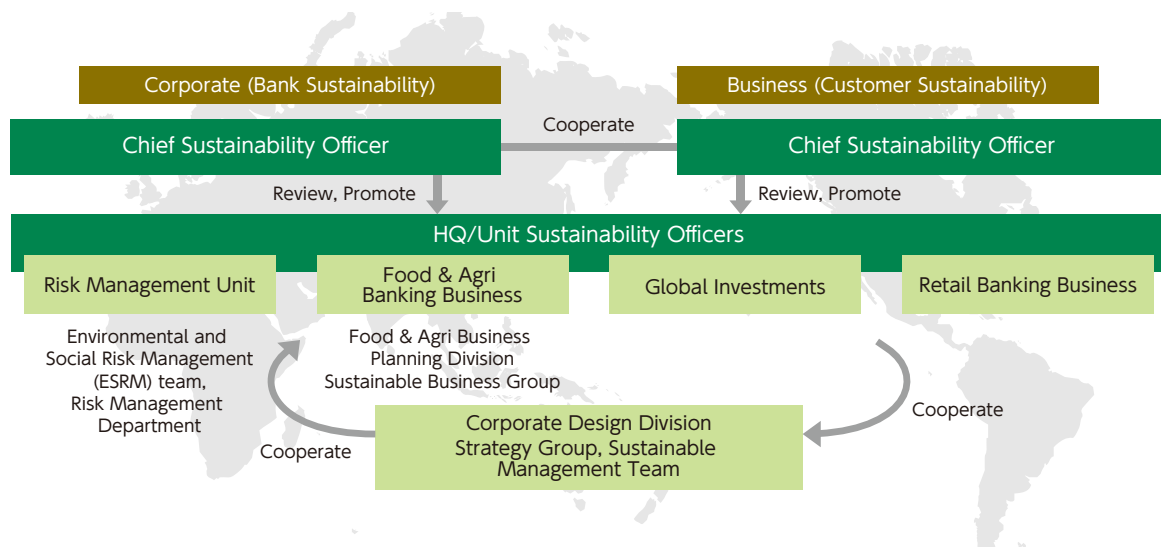 Corporate (Bank Sustainability)
Business (Customer Sustainability)
Chief Sustainability Officer
Cooperate
Chief Sustainability Officer
Review, Promote
Review, Promote
HQ/Unit Sustainability Officers
Risk Management Unit
Food & Agri
Banking Business
Global Investments
Retail Banking Business
Environmental and
Social Risk Management
(ESRM) team,
Risk Management
Department
Food & Agri Business
Planning Division
Sustainable Business Group
Cooperate
Corporate Design Division
Strategy Group, Sustainable
Management Team
Cooperate